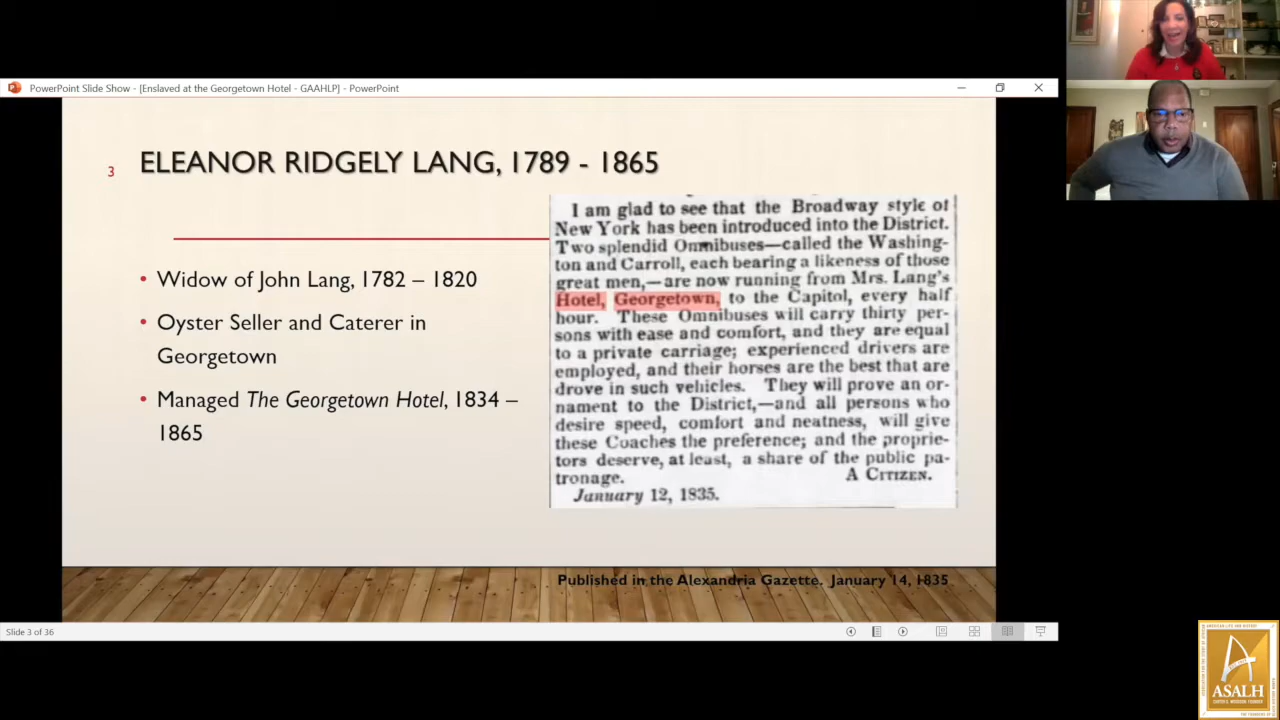 PowerPoint Slide Show - [Enslaved at the Georgetown Hotel - GAAHLP] - PowerPoint
3
ELEANOR RIDGELY LANG, 1789 - 1865
• Widow of John Lang, 1782 – 1820
• Oyster Seller and Caterer in
Georgetown
• Managed The Georgetown Hotel, 1834 –
1865
I am glad to see that the Broadway style of
New York has been introduced into the District.
Two splendid Omnibuses—called the Washing-
ton and Carroll, each bearing a likeness of those
great men,—are now running from Mrs. Lang's
Hotel, Georgetown, to the Capitol, every half
hour. These Omnibuses will carry thirty per-
sons with ease and comfort, and they are equal
to a private carriage; experienced drivers are
employed, and their horses are the best that are
drove in such vehicles. They will prove an or-
nament to the District,—and all persons who
desire speed, comfort and neatness, will give
these Coaches the preference; and the proprie-
tors deserve, at least, a share of the public pa-
tronage. A CITIZEN.
January 12, 1835.
Published in the Alexandria Gazette. January 14, 1835
Slide 3 of 36
ASALH